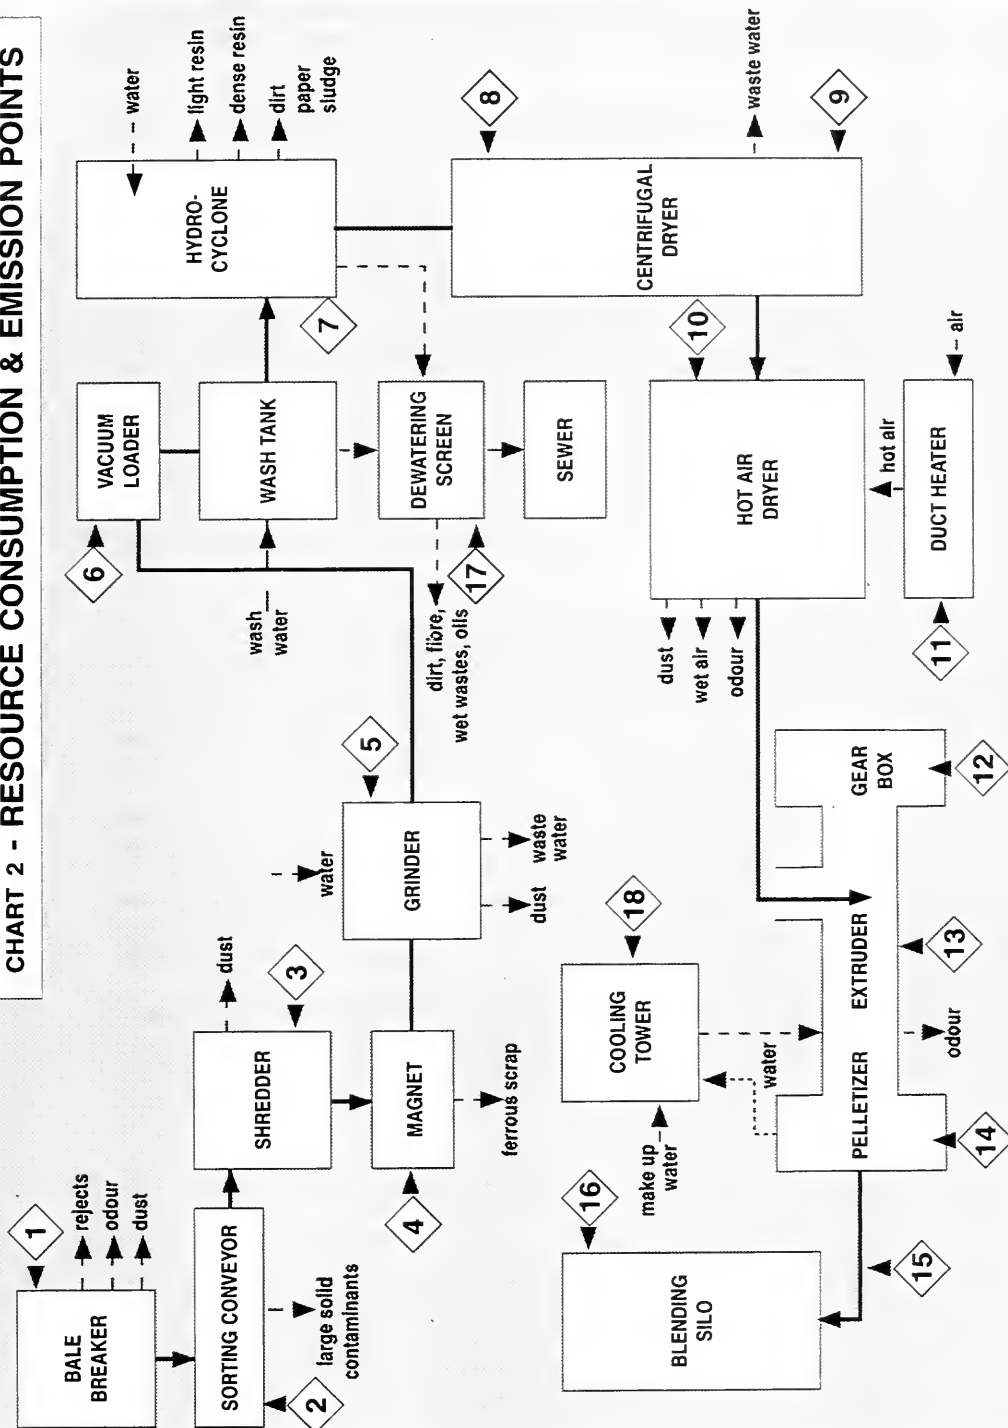 CHART 2 - RESOURCE CONSUMPTION & EMISSION POINTS
1
BALE
BREAKER
rejects
odour
dust
SORTING CONVEYOR
large solid
contaminants
2
SHREDDER
dust
3
MAGNET
ferrous scrap
4
water
GRINDER
5
dust
waste
water
6
VACUUM
LOADER
wash
water
WASH TANK
DEWATERING
SCREEN
dirt, fibre,
wet wastes, oils
17
SEWER
7
HYDRO-
CYCLONE
water
light resin
dense resin
dirt
paper
sludge
8
CENTRIFUGAL
DRYER
waste water
9
10
HOT AIR
DRYER
dust
wet air
odour
hot air
DUCT HEATER
air
11
GEAR
BOX
12
EXTRUDER
13
odour
PELLETIZER
14
water
COOLING
TOWER
18
make up
water
15
16
BLENDING
SILO